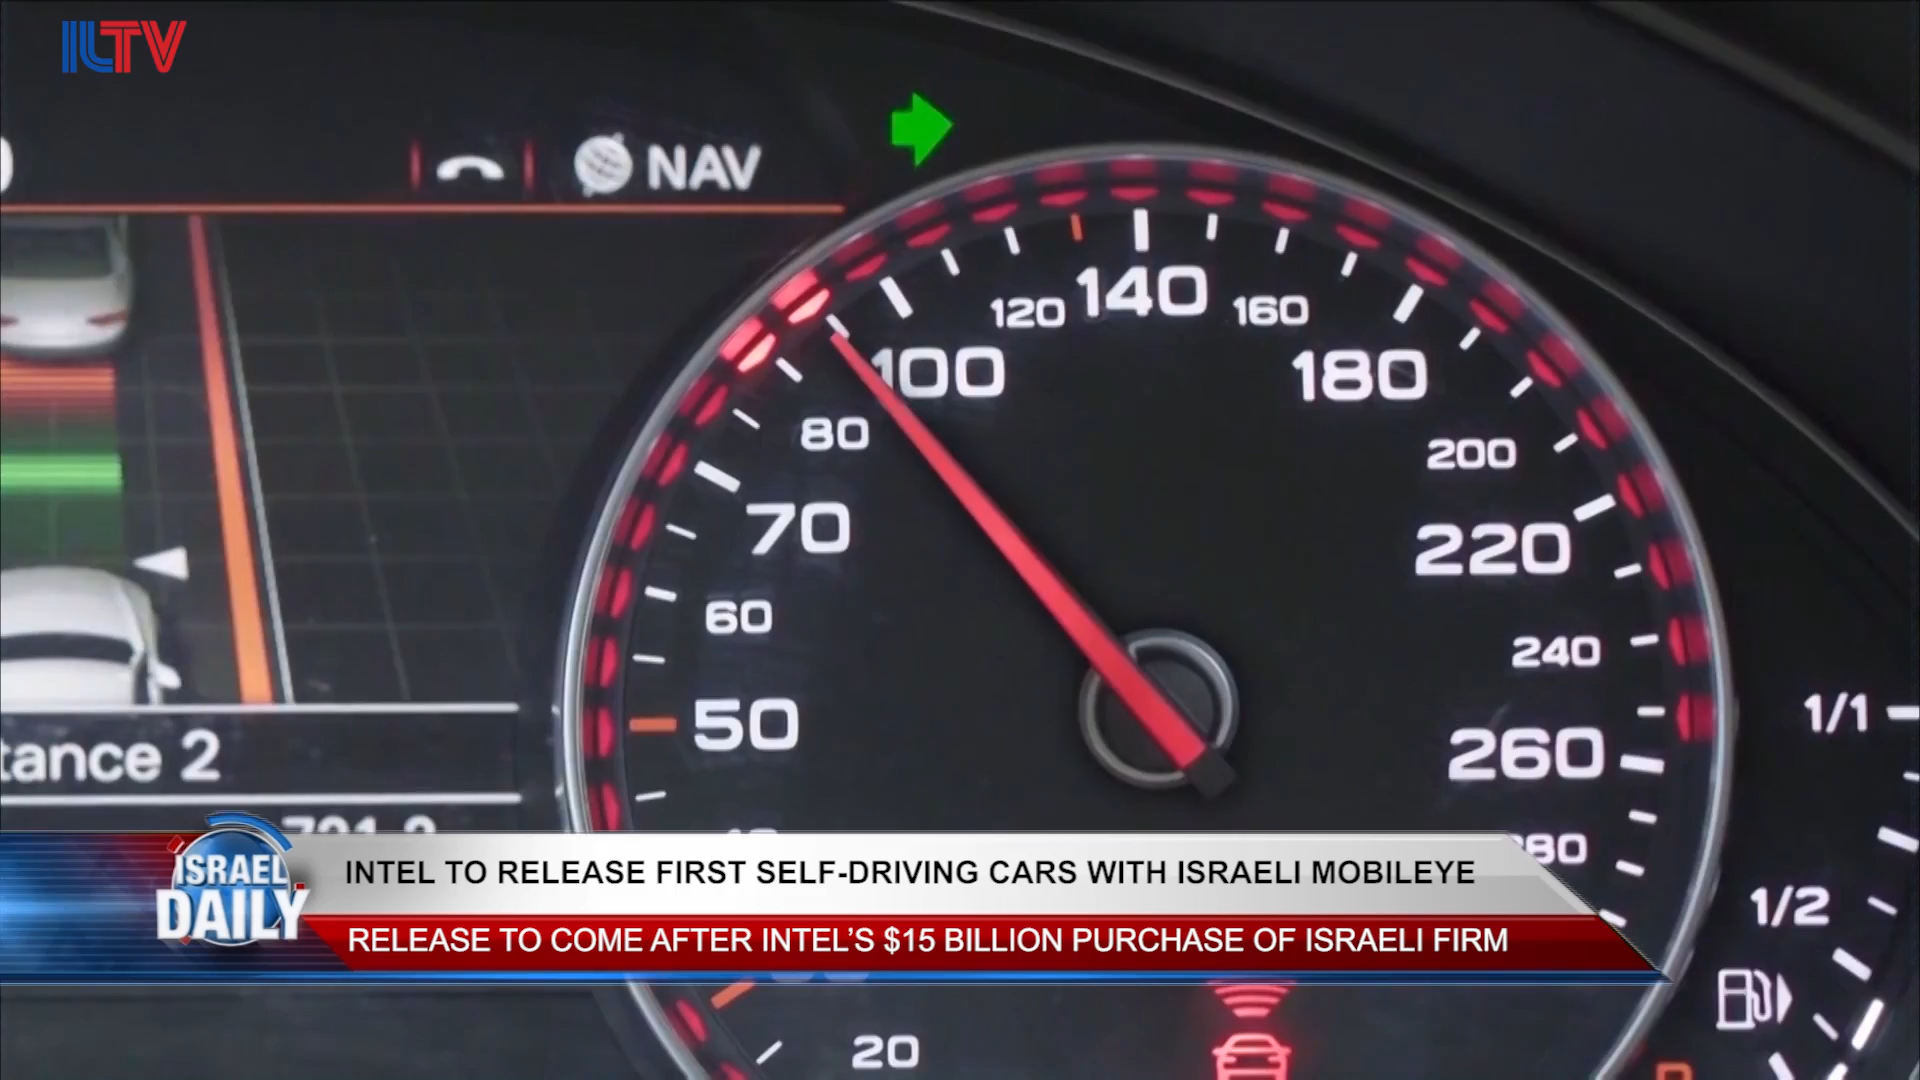 ILTV
NAV
120
140
160
100
180
80
200
70
220
60
240
50
260
1/1
tance 2
ISRAEL
DAILY
INTEL TO RELEASE FIRST SELF-DRIVING CARS WITH ISRAELI MOBILEYE
1/2
RELEASE TO COME AFTER INTEL’S $15 BILLION PURCHASE OF ISRAELI FIRM
20